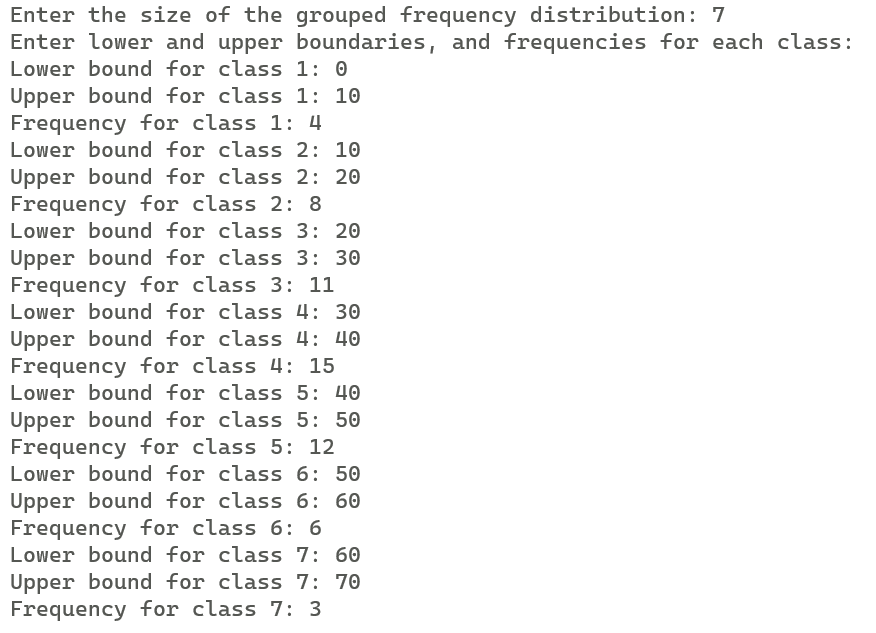 Enter the size of the grouped frequency distribution: 7
Enter lower and upper boundaries, and frequencies for each class:
Lower bound for class 1: 0
Upper bound for class 1: 10
Frequency for class 1: 4
Lower bound for class 2: 10
Upper bound for class 2: 20
Frequency for class 2: 8
Lower bound for class 3: 20
Upper bound for class 3: 30
Frequency for class 3: 11
Lower bound for class 4: 30
Upper bound for class 4: 40
Frequency for class 4: 15
Lower bound for class 5: 40
Upper bound for class 5: 50
Frequency for class 5: 12
Lower bound for class 6: 50
Upper bound for class 6: 60
Frequency for class 6: 6
Lower bound for class 7: 60
Upper bound for class 7: 70
Frequency for class 7: 3